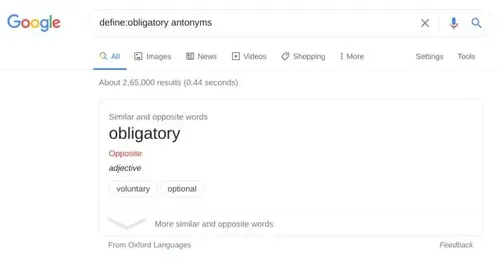 Google define:obligatory antonyms
All Images News Videos Shopping More Settings Tools
About 2,65,000 results (0.44 seconds)
Similar and opposite words
obligatory
Opposite
adjective
voluntary optional
More similar and opposite words
From Oxford Languages Feedback